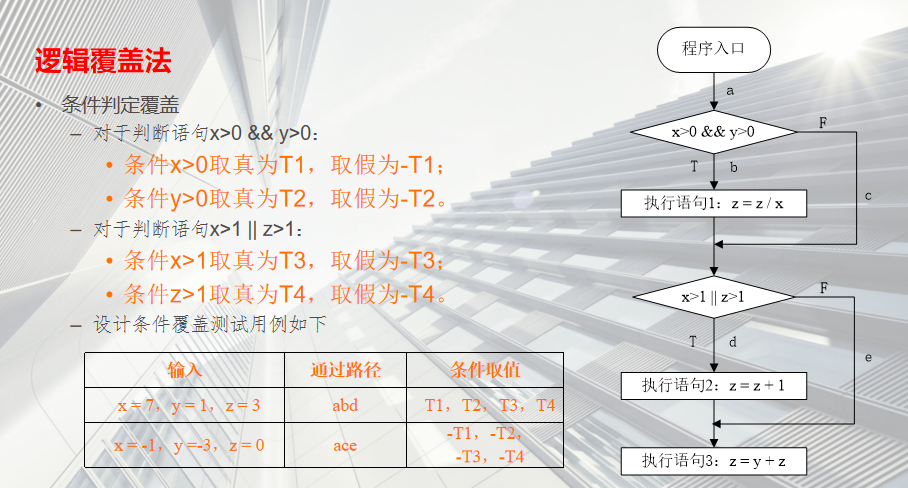 逻辑覆盖法
• 条件判定覆盖
– 对于判断语句x>0 && y>0：
• 条件x>0取真为T1，取假为-T1；
• 条件y>0取真为T2，取假为-T2。
– 对于判断语句x>1 || z>1：
• 条件x>1取真为T3，取假为-T3；
• 条件z>1取真为T4，取假为-T4。
– 设计条件覆盖测试用例如下
输入 通过路径 条件取值
x = 7，y = 1，z = 3 abd T1，T2，T3，T4
x = -1，y =-3，z = 0 ace -T1，-T2，
-T3，-T4
程序入口
a
x>0 && y>0
F
T b
c
执行语句1：z = z / x
x>1 || z>1
F
T d
e
执行语句2：z = z + 1
执行语句3：z = y + z